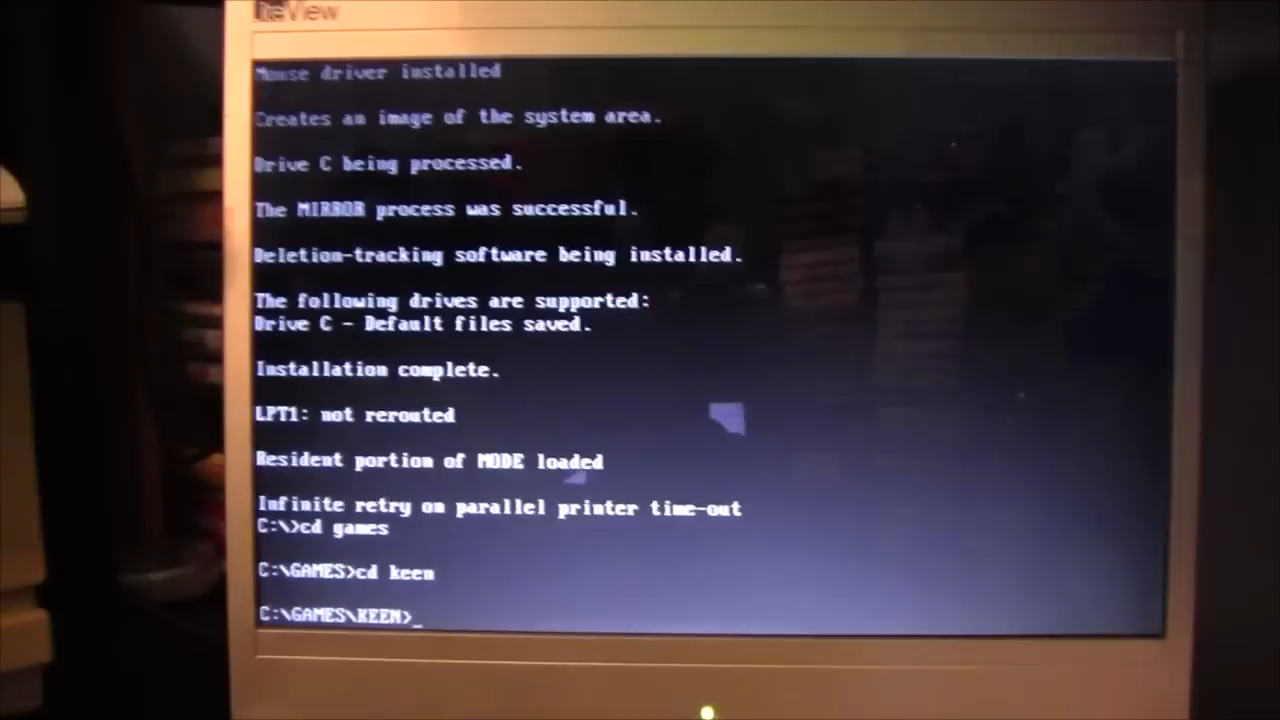 LiteView
Mouse driver installed
Creates an image of the system area.
Drive C being processed.
The MIRROR process was successful.
Deletion-tracking software being installed.
The following drives are supported:
Drive C - Default files saved.
Installation complete.
LPT1: not rerouted
Resident portion of MODE loaded
Infinite retry on parallel printer time-out
C:\>cd games
C:\GAMES>cd keen
C:\GAMES\KEEN>_